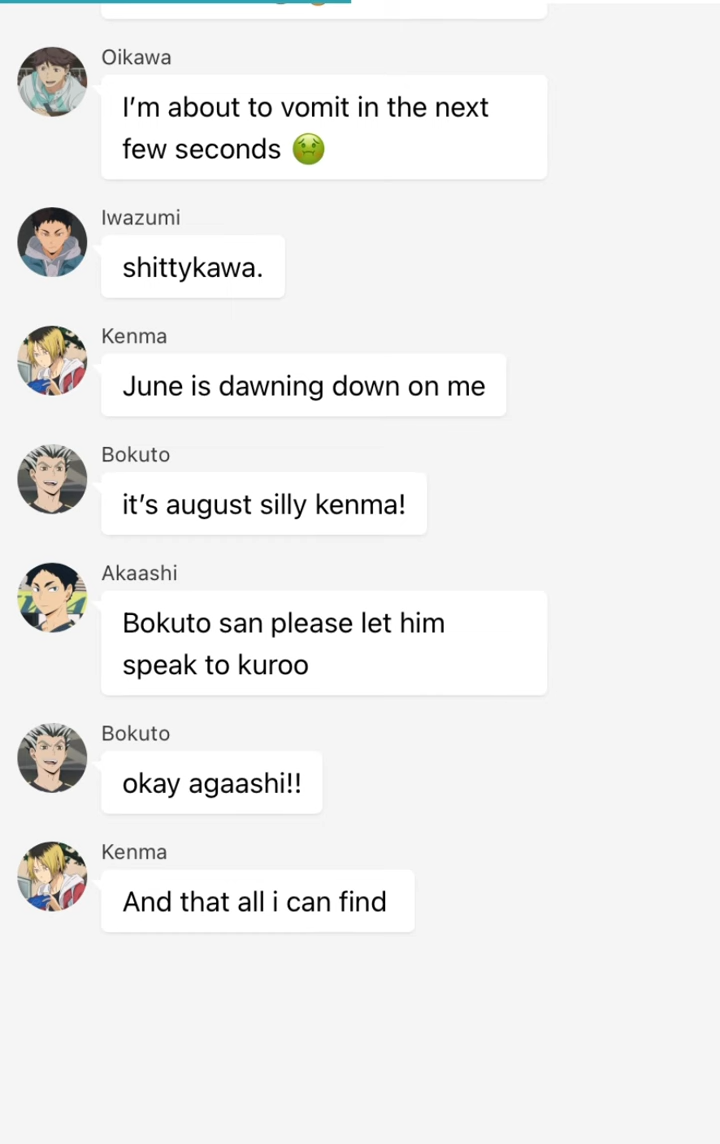 Oikawa
I'm about to vomit in the next
few seconds 🤢
Iwazumi
shittykawa.
Kenma
June is dawning down on me
Bokuto
it's august silly kenma!
Akaashi
Bokuto san please let him
speak to kuroo
Bokuto
okay agaashi!!
Kenma
And that all i can find